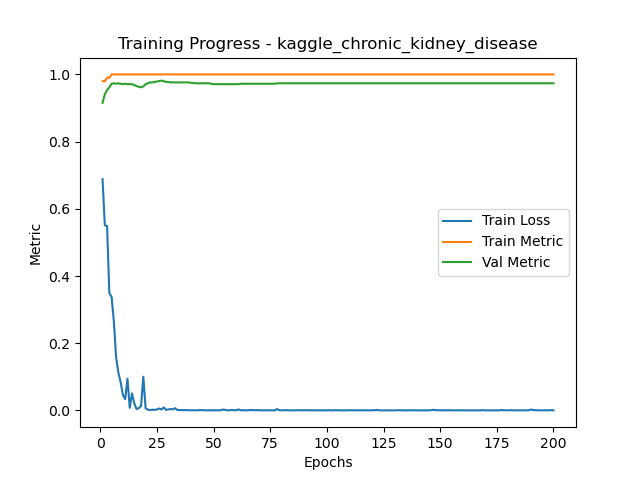 Training Progress - kaggle_chronic_kidney_disease
1.0
0.8
0.6
0.4
0.2
0.0
Metric
Train Loss
Train Metric
Val Metric
0 25 50 75 100 125 150 175 200
Epochs